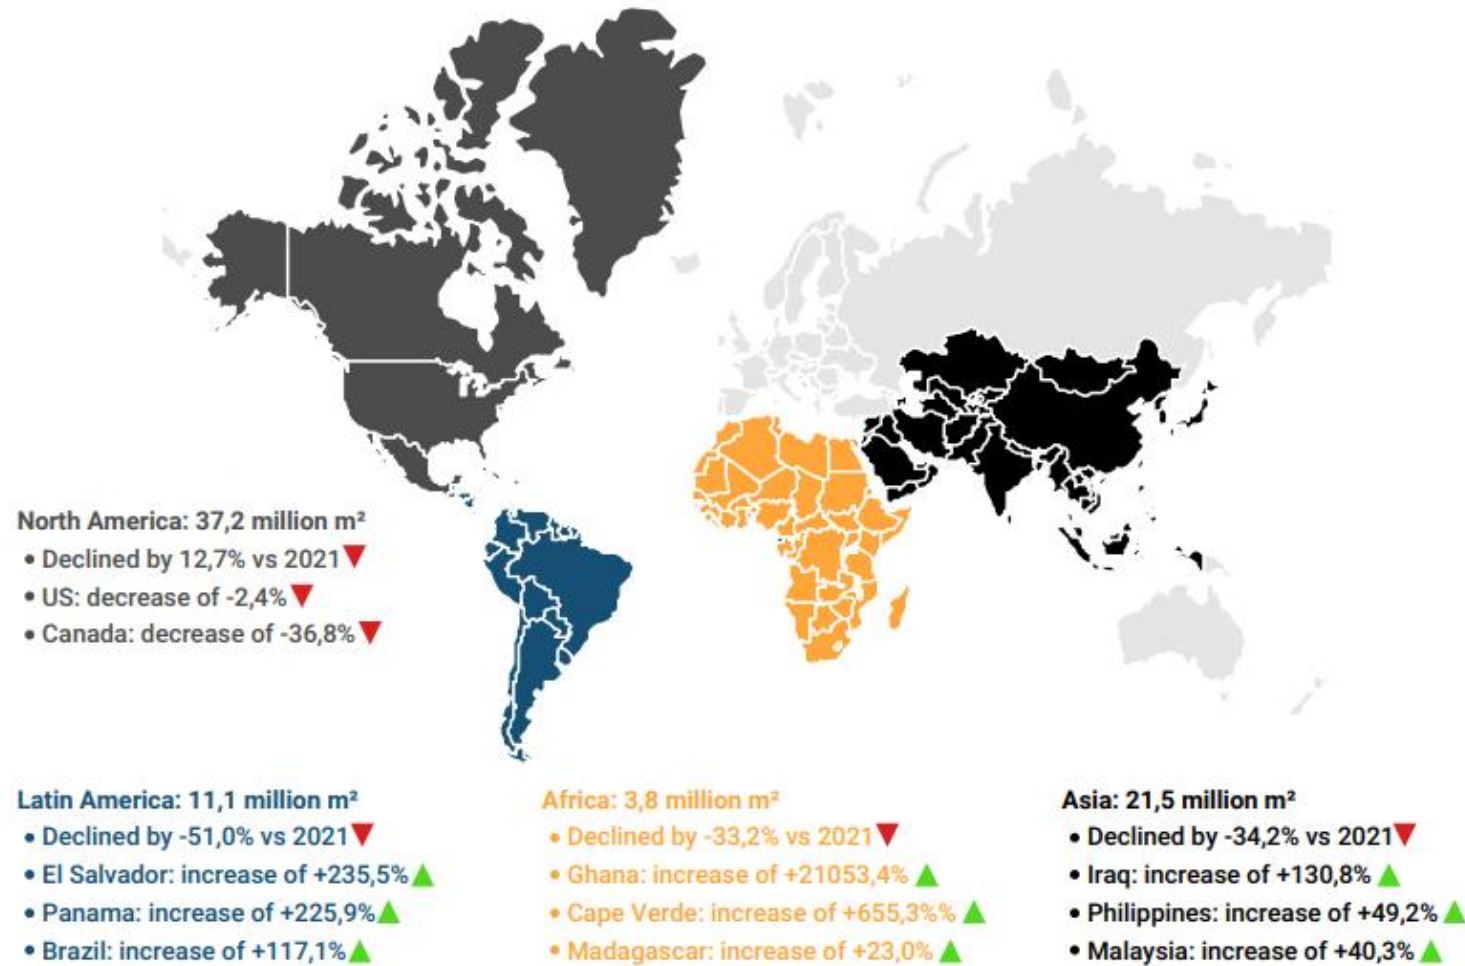 North America: 37,2 million m²
• Declined by 12,7% vs 2021
• US: decrease of -2,4%
• Canada: decrease of -36,8%
Latin America: 11,1 million m²
• Declined by -51,0% vs 2021
• El Salvador: increase of +235,5%
• Panama: increase of +225,9%
• Brazil: increase of +117,1%
Africa: 3,8 million m²
• Declined by -33,2% vs 2021
• Ghana: increase of +21053,4%
• Cape Verde: increase of +655,3%%
• Madagascar: increase of +23,0%
Asia: 21,5 million m²
• Declined by -34,2% vs 2021
• Iraq: increase of +130,8%
• Philippines: increase of +49,2%
• Malaysia: increase of +40,3%